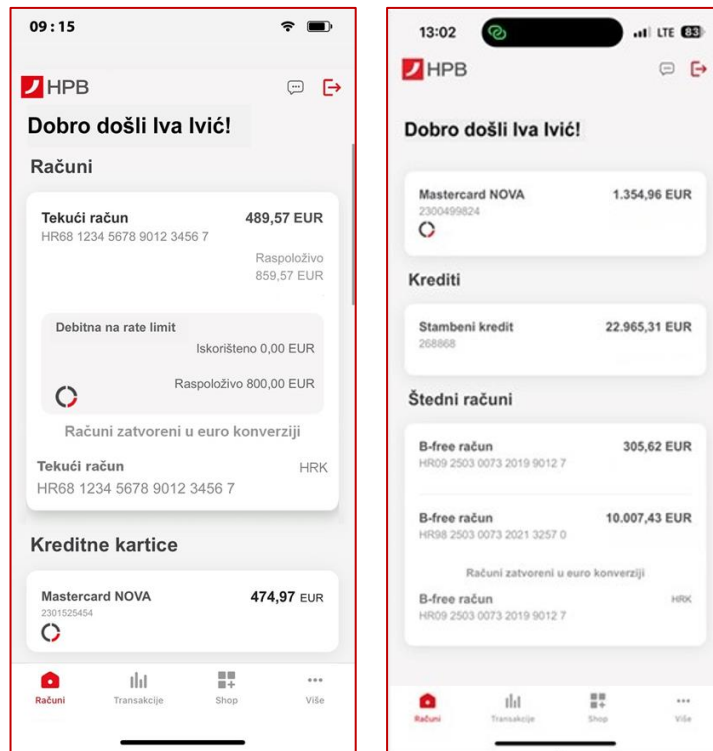 09:15
HPB
Dobro došli Iva Ivić!
Računi
Tekući račun 489,57 EUR
HR68 1234 5678 9012 3456 7
Raspoloživo
859,57 EUR
Debitna na rate limit
Iskorišteno 0,00 EUR
Raspoloživo 800,00 EUR
Računi zatvoreni u euro konverziji
Tekući račun HRK
HR68 1234 5678 9012 3456 7
Kreditne kartice
Mastercard NOVA 474,97 EUR
2301525454
Računi Transakcije Shop Više
13:02 LTE 83
HPB
Dobro došli Iva Ivić!
Mastercard NOVA 1.354,96 EUR
2300499824
Krediti
Stambeni kredit 22.965,31 EUR
268868
Štedni računi
B-free račun 305,62 EUR
HR09 2503 0073 2019 9012 7
B-free račun 10.007,43 EUR
HR98 2503 0073 2021 3257 0
Računi zatvoreni u euro konverziji
B-free račun HRK
HR09 2503 0073 2019 9012 7
Računi Transakcije Shop Više